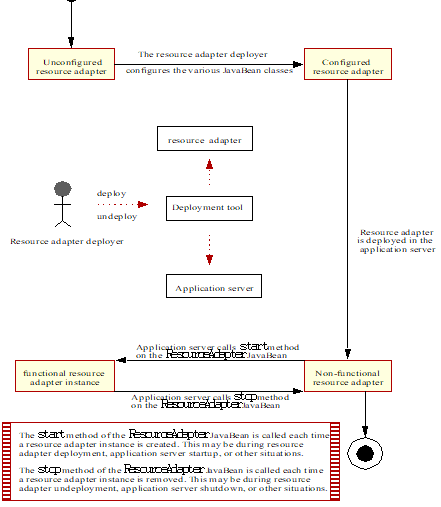 The resource adapter deployer
configures the various JavaBean classes
Unconfigured
resource adapter
Configured
resource adapter
resource adapter
deploy
undeploy
Deployment tool
Resource adapter deployer
Resource adapter
is deployed in the
application server
Application server
Application server calls start method
on the ResourceAdapter JavaBean
functional resource
adapter instance
Non-functional
resource adapter
Application server calls stop method
on the ResourceAdapter JavaBean
The start method of the ResourceAdapter JavaBean is called each time
a resource adapter instance is created. This may be during resource
adapter deployment, application server startup, or other situations.
The stop method of the ResourceAdapter JavaBean is called each time
a resource adapter instance is removed. This may be during resource
adapter undeployment, application server shutdown, or other situations.